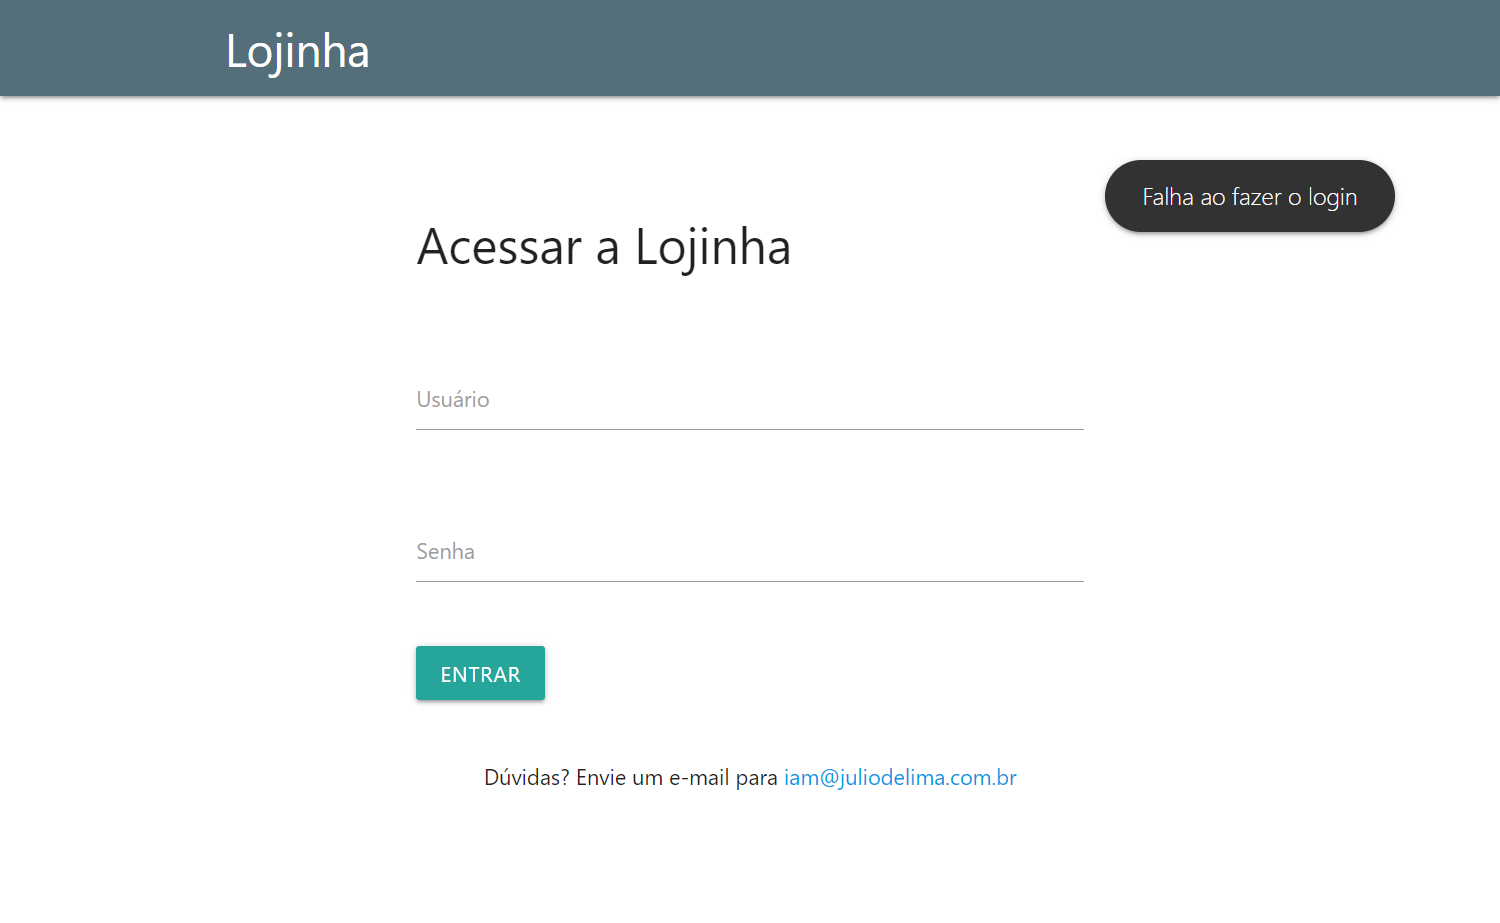 Lojinha
Falha ao fazer o login
Acessar a Lojinha
Usuário
Senha
ENTRAR
Dúvidas? Envie um e-mail para iam@juliodelima.com.br